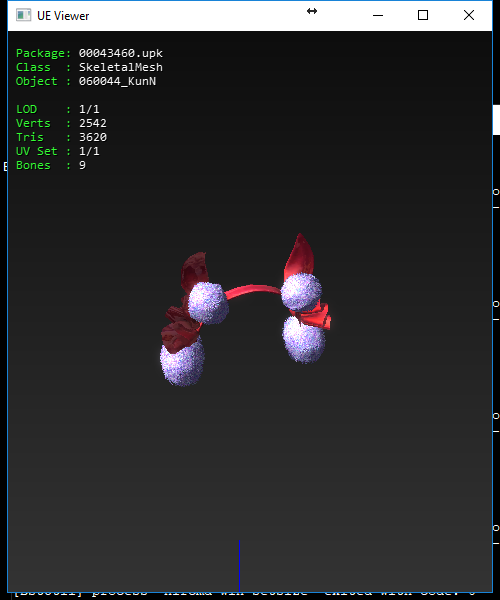 UE Viewer
Package: 00043460.upk
Class  : SkeletalMesh
Object : 060044_KunN
LOD    : 1/1
Verts  : 2542
Tris   : 3620
UV Set : 1/1
Bones  : 9